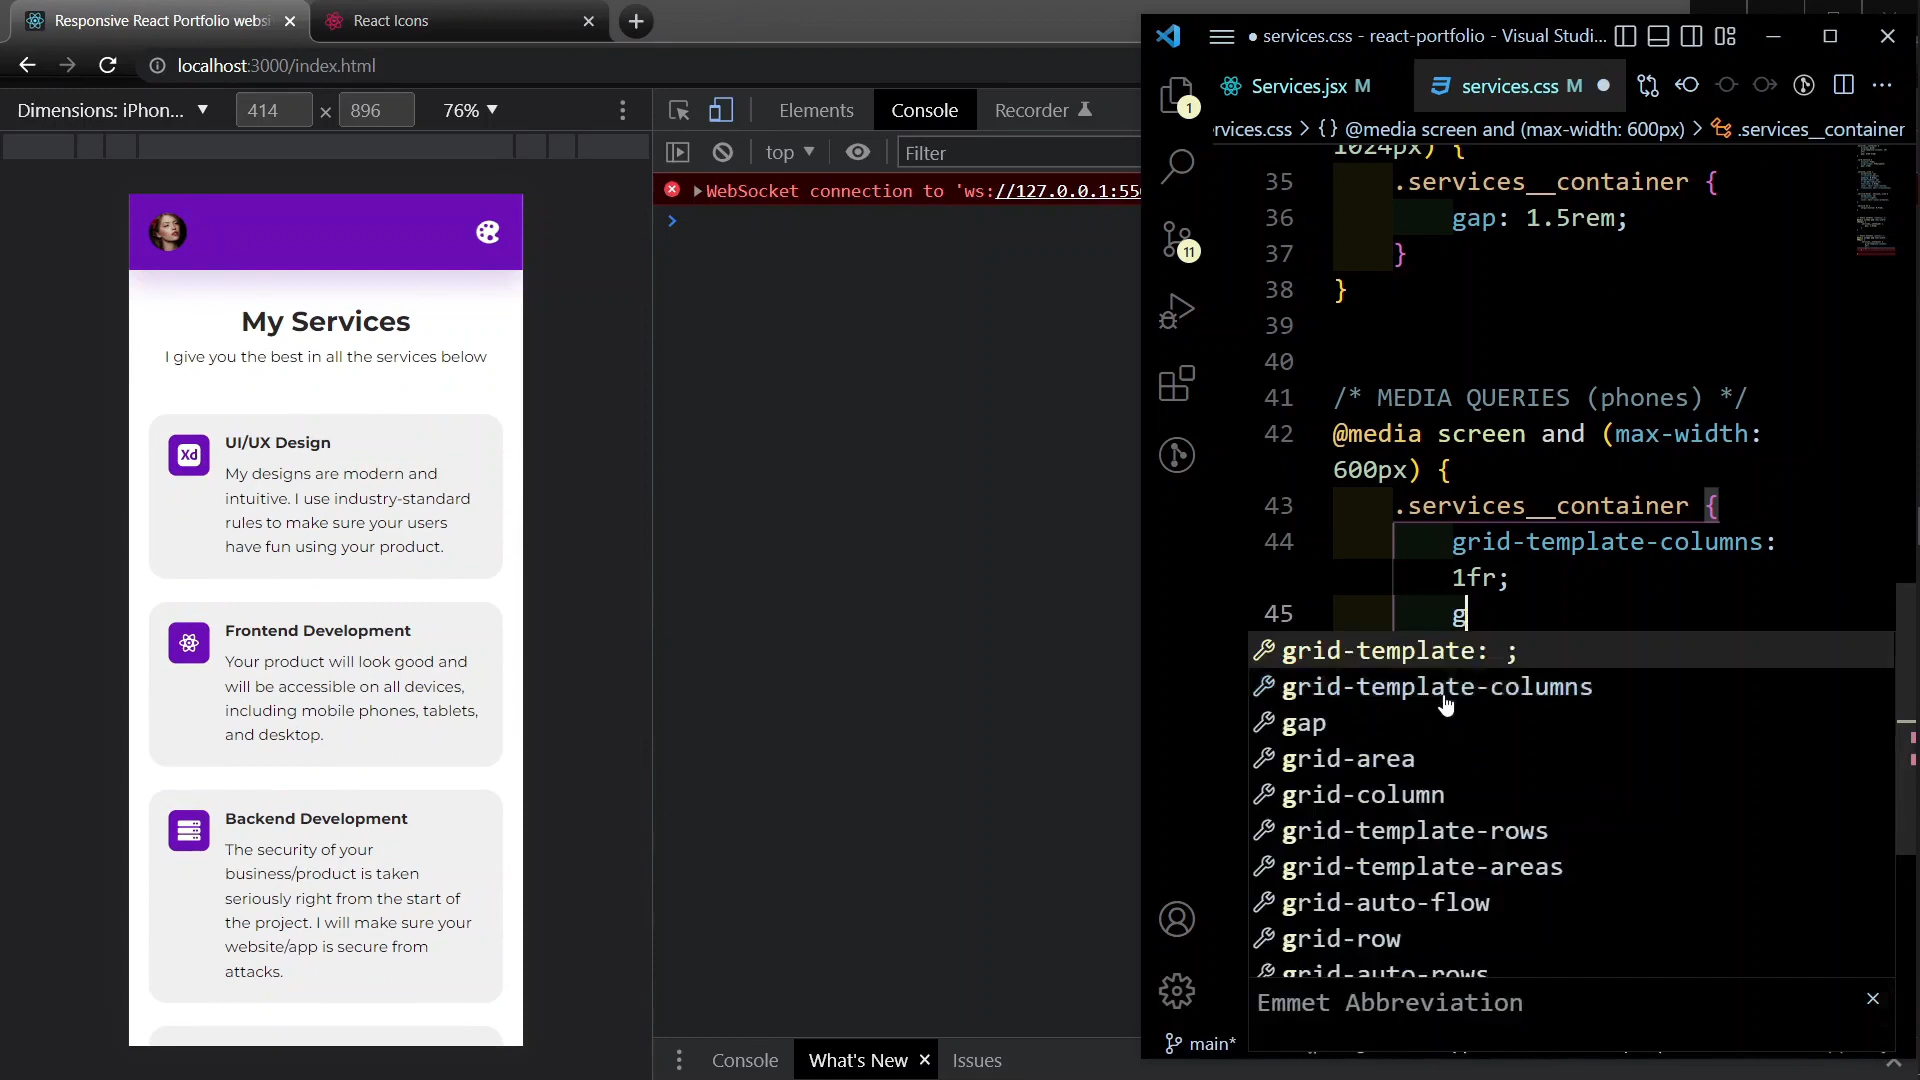 Responsive React Portfolio websi
React Icons
localhost:3000/index.html
Dimensions: iPhon... ▼ 414 × 896 76% ▼
Elements Console Recorder
top ▼ Filter
WebSocket connection to 'ws://127.0.0.1:55
My Services
I give you the best in all the services below
Xd
UI/UX Design
My designs are modern and
intuitive. I use industry-standard
rules to make sure your users
have fun using your product.
Frontend Development
Your product will look good and
will be accessible on all devices,
including mobile phones, tablets,
and desktop.
Backend Development
The security of your
business/product is taken
seriously right from the start of
the project. I will make sure your
website/app is secure from
attacks.
Console What's New Issues
● services.css - react-portfolio - Visual Studi...
1
11
Services.jsx M
services.css M
rvices.css > {} @media screen and (max-width: 600px) > .services__container
1024px) {
35 .services__container {
36 gap: 1.5rem;
37 }
38 }
39
40
41 /* MEDIA QUERIES (phones) */
42 @media screen and (max-width:
600px) {
43 .services__container {
44 grid-template-columns:
1fr;
45 g
grid-template: ;
grid-template-columns
gap
grid-area
grid-column
grid-template-rows
grid-template-areas
grid-auto-flow
grid-row
grid-auto-rows
Emmet Abbreviation
main*